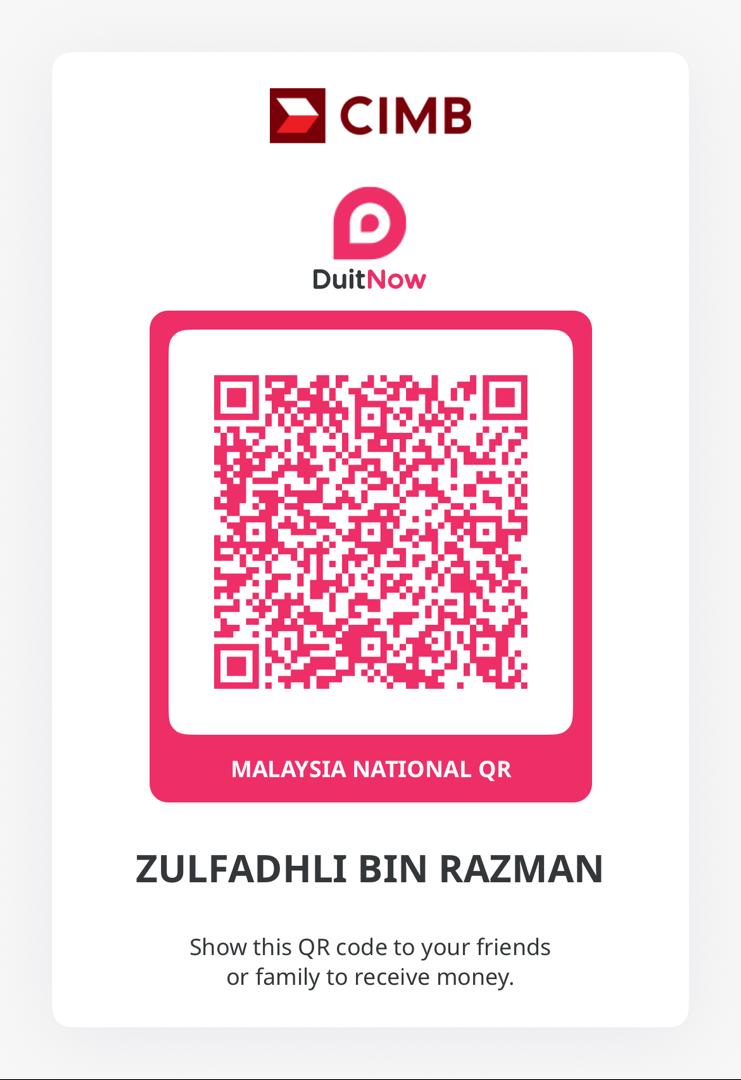 CIMB
DuitNow
MALAYSIA NATIONAL QR
ZULFADHLI BIN RAZMAN
Show this QR code to your friends
or family to receive money.